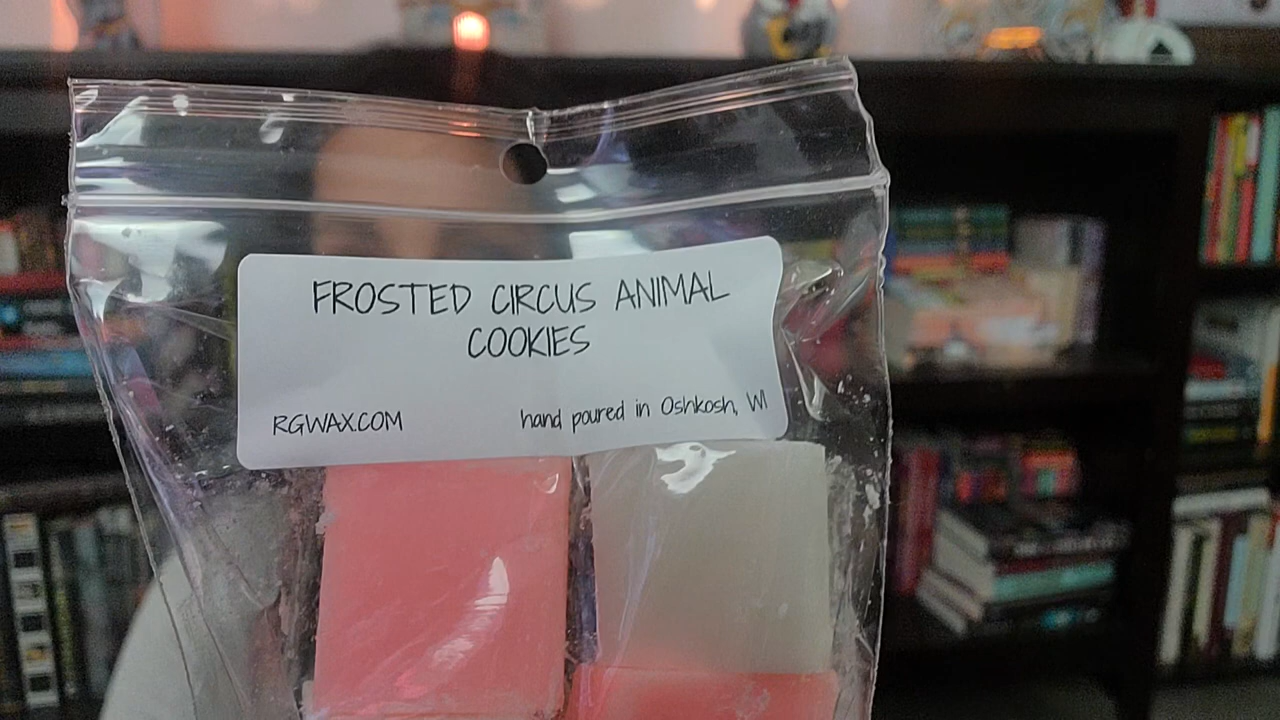 FROSTED CIRCUS ANIMAL
COOKIES
RGWAX.COM
hand poured in Oshkosh, WI